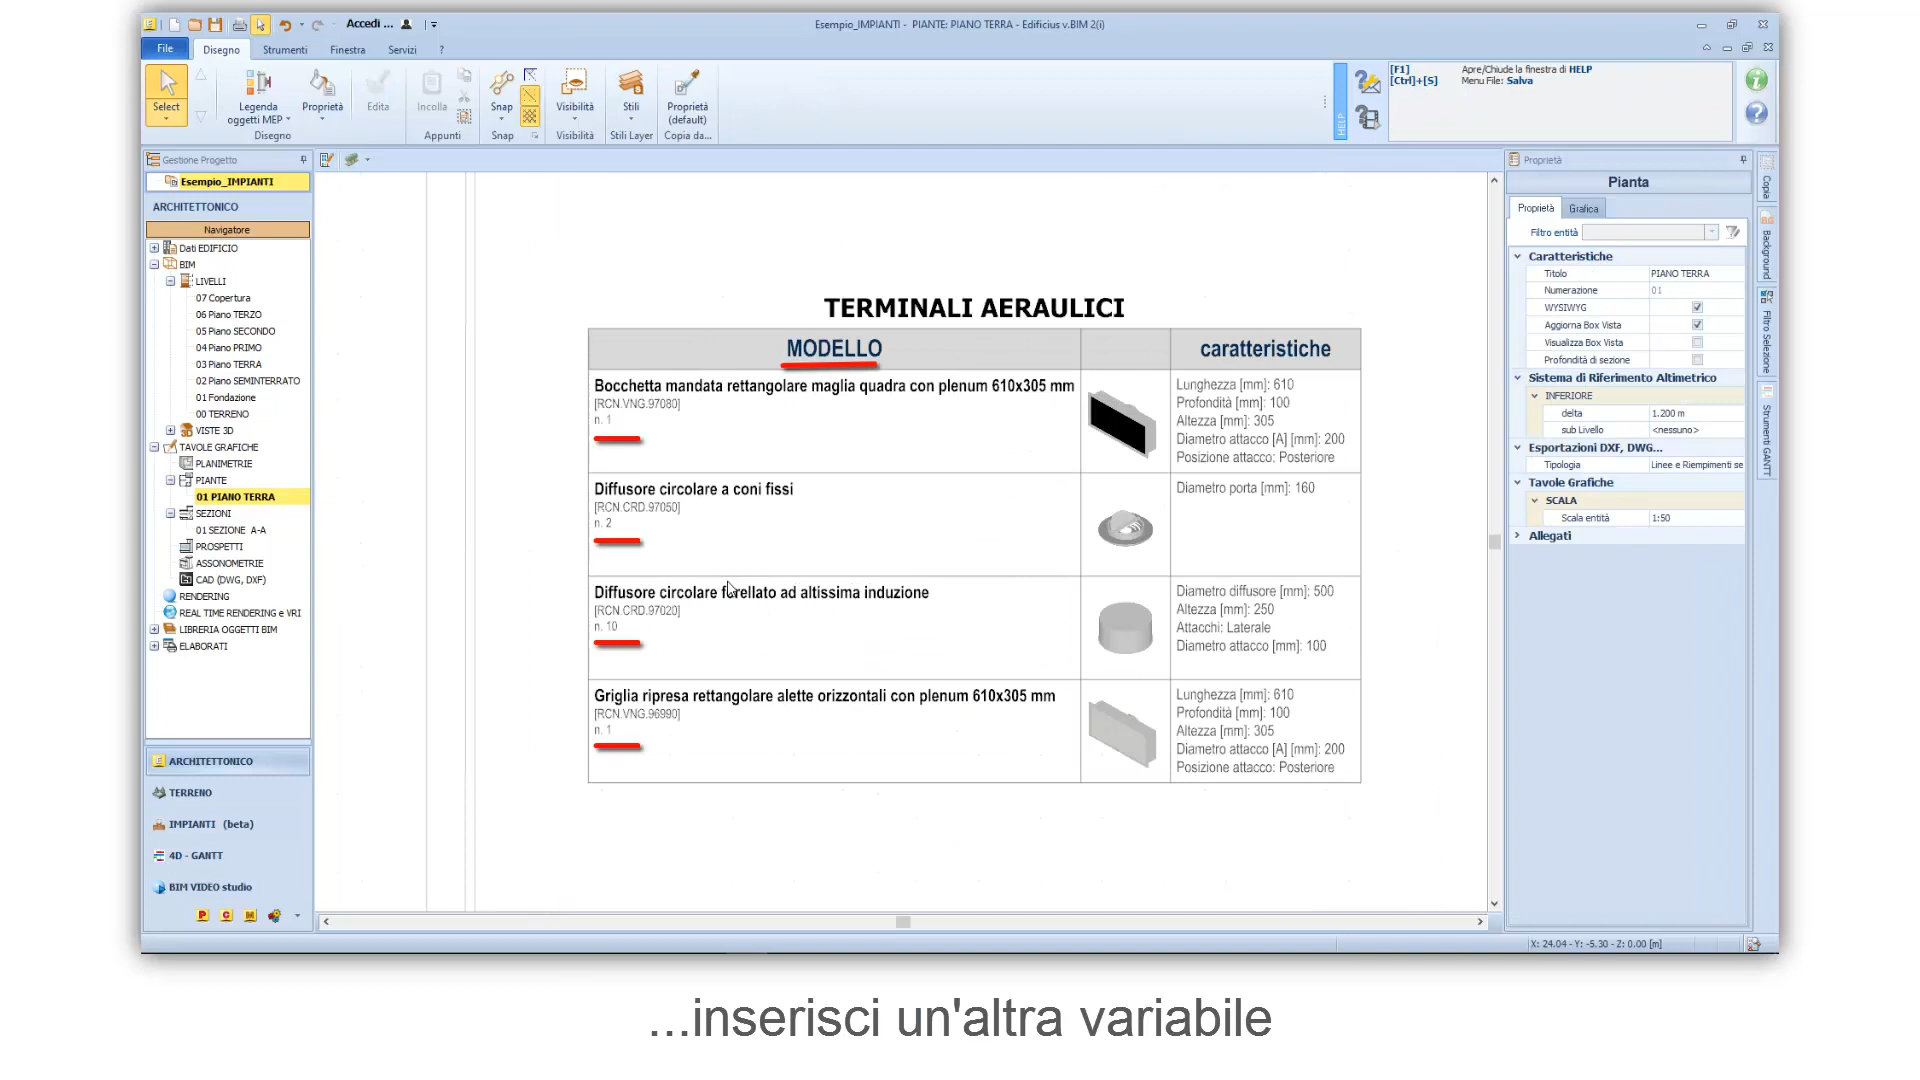 Accedi ...
Esempio_IMPIANTI - PIANTE: PIANO TERRA - Edificius v.BIM 2(i)
File
Disegno
Strumenti
Finestra
Servizi
?
Select
Legenda
oggetti MEP
Proprietà
Edita
Incolla
Snap
Visibilità
Stili
Proprietà
(default)
Disegno
Appunti
Snap
Visibilità
Stili Layer
Copia da...
HELP
[F1] Apre/Chiude la finestra di HELP
[Ctrl]+[S] Menu File: Salva
Gestione Progetto
Esempio_IMPIANTI
ARCHITETTONICO
Navigatore
Dati EDIFICIO
BIM
LIVELLI
07 Copertura
06 Piano TERZO
05 Piano SECONDO
04 Piano PRIMO
03 Piano TERRA
02 Piano SEMINTERRATO
01 Fondazione
00 TERRENO
VISTE 3D
TAVOLE GRAFICHE
PLANIMETRIE
PIANTE
01 PIANO TERRA
SEZIONI
01 SEZIONE A-A
PROSPETTI
ASSONOMETRIE
CAD (DWG, DXF)
RENDERING
REAL TIME RENDERING e VRI
LIBRERIA OGGETTI BIM
ELABORATI
ARCHITETTONICO
TERRENO
IMPIANTI (beta)
4D - GANTT
BIM VIDEO studio
P C M
TERMINALI AERAULICI
MODELLO
caratteristiche
Bocchetta mandata rettangolare maglia quadra con plenum 610x305 mm
[RCN.VNG.97080]
n. 1
Lunghezza [mm]: 610
Profondità [mm]: 100
Altezza [mm]: 305
Diametro attacco [A] [mm]: 200
Posizione attacco: Posteriore
Diffusore circolare a coni fissi
[RCN.CRD.97050]
n. 2
Diametro porta [mm]: 160
Diffusore circolare forellato ad altissima induzione
[RCN.CRD.97020]
n. 10
Diametro diffusore [mm]: 500
Altezza [mm]: 250
Attacchi: Laterale
Diametro attacco [mm]: 100
Griglia ripresa rettangolare alette orizzontali con plenum 610x305 mm
[RCN.VNG.96990]
n. 1
Lunghezza [mm]: 610
Profondità [mm]: 100
Altezza [mm]: 305
Diametro attacco [A] [mm]: 200
Posizione attacco: Posteriore
Proprietà
Pianta
Proprietà
Grafica
Filtro entità
Caratteristiche
Titolo PIANO TERRA
Numerazione 01
WYSIWYG
Aggiorna Box Vista
Visualizza Box Vista
Profondità di sezione
Sistema di Riferimento Altimetrico
INFERIORE
delta 1.200 m
sub Livello <nessuno>
Esportazioni DXF, DWG...
Tipologia Linee e Riempimenti se
Tavole Grafiche
SCALA
Scala entità 1:50
Allegati
Copia
Background
Filtro Selezione
Strumenti GANTT
X: 24.04 - Y: -5.30 - Z: 0.00 [m]
...inserisci un'altra variabile